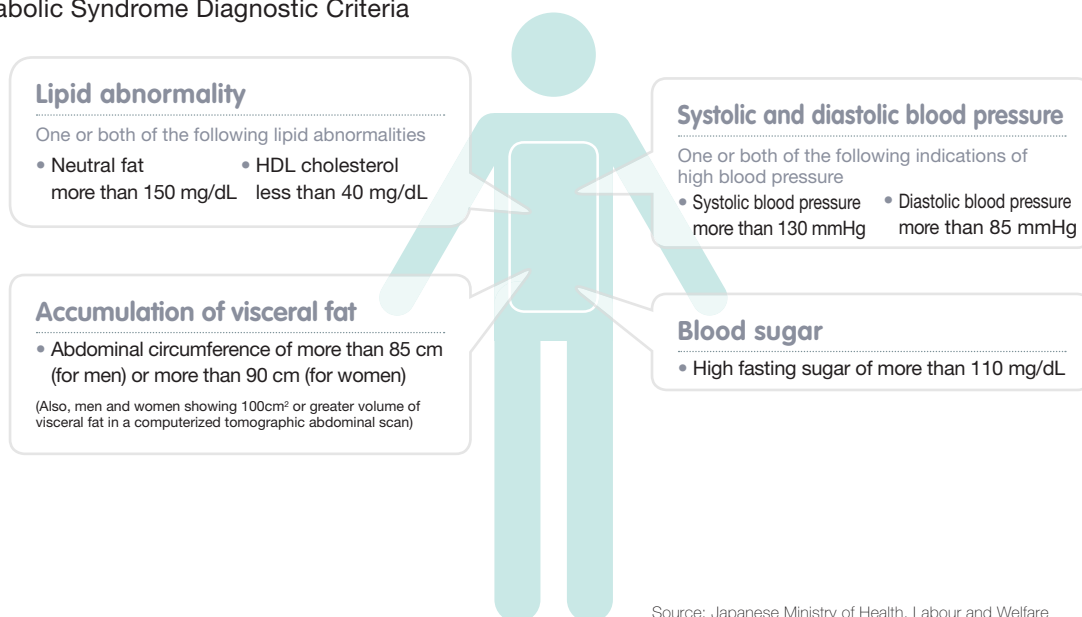 abolic Syndrome Diagnostic Criteria
Lipid abnormality
One or both of the following lipid abnormalities
• Neutral fat
more than 150 mg/dL
• HDL cholesterol
less than 40 mg/dL
Systolic and diastolic blood pressure
One or both of the following indications of
high blood pressure
• Systolic blood pressure
more than 130 mmHg
• Diastolic blood pressure
more than 85 mmHg
Accumulation of visceral fat
• Abdominal circumference of more than 85 cm
(for men) or more than 90 cm (for women)
(Also, men and women showing 100cm² or greater volume of
visceral fat in a computerized tomographic abdominal scan)
Blood sugar
• High fasting sugar of more than 110 mg/dL
Source: Japanese Ministry of Health, Labour and Welfare